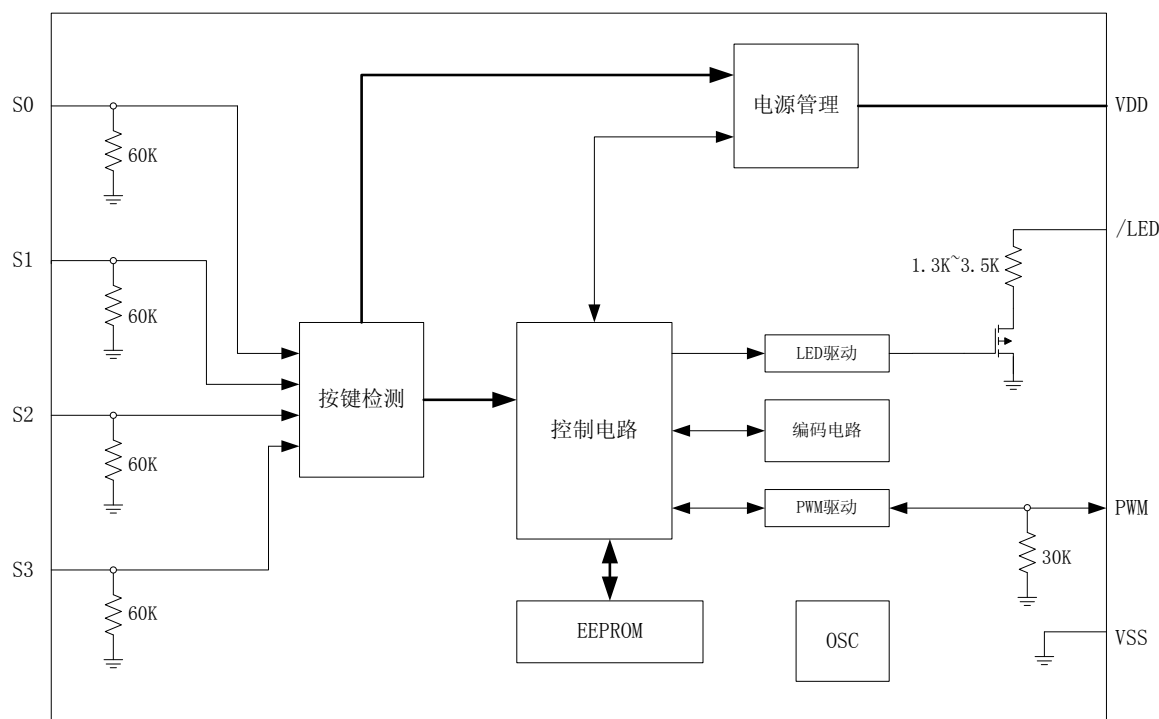 S0
60K
电源管理
VDD
/LED
1.3K~3.5K
S1
60K
按键检测
控制电路
LED驱动
S2
60K
编码电路
PWM驱动
PWM
30K
S3
60K
EEPROM
OSC
VSS